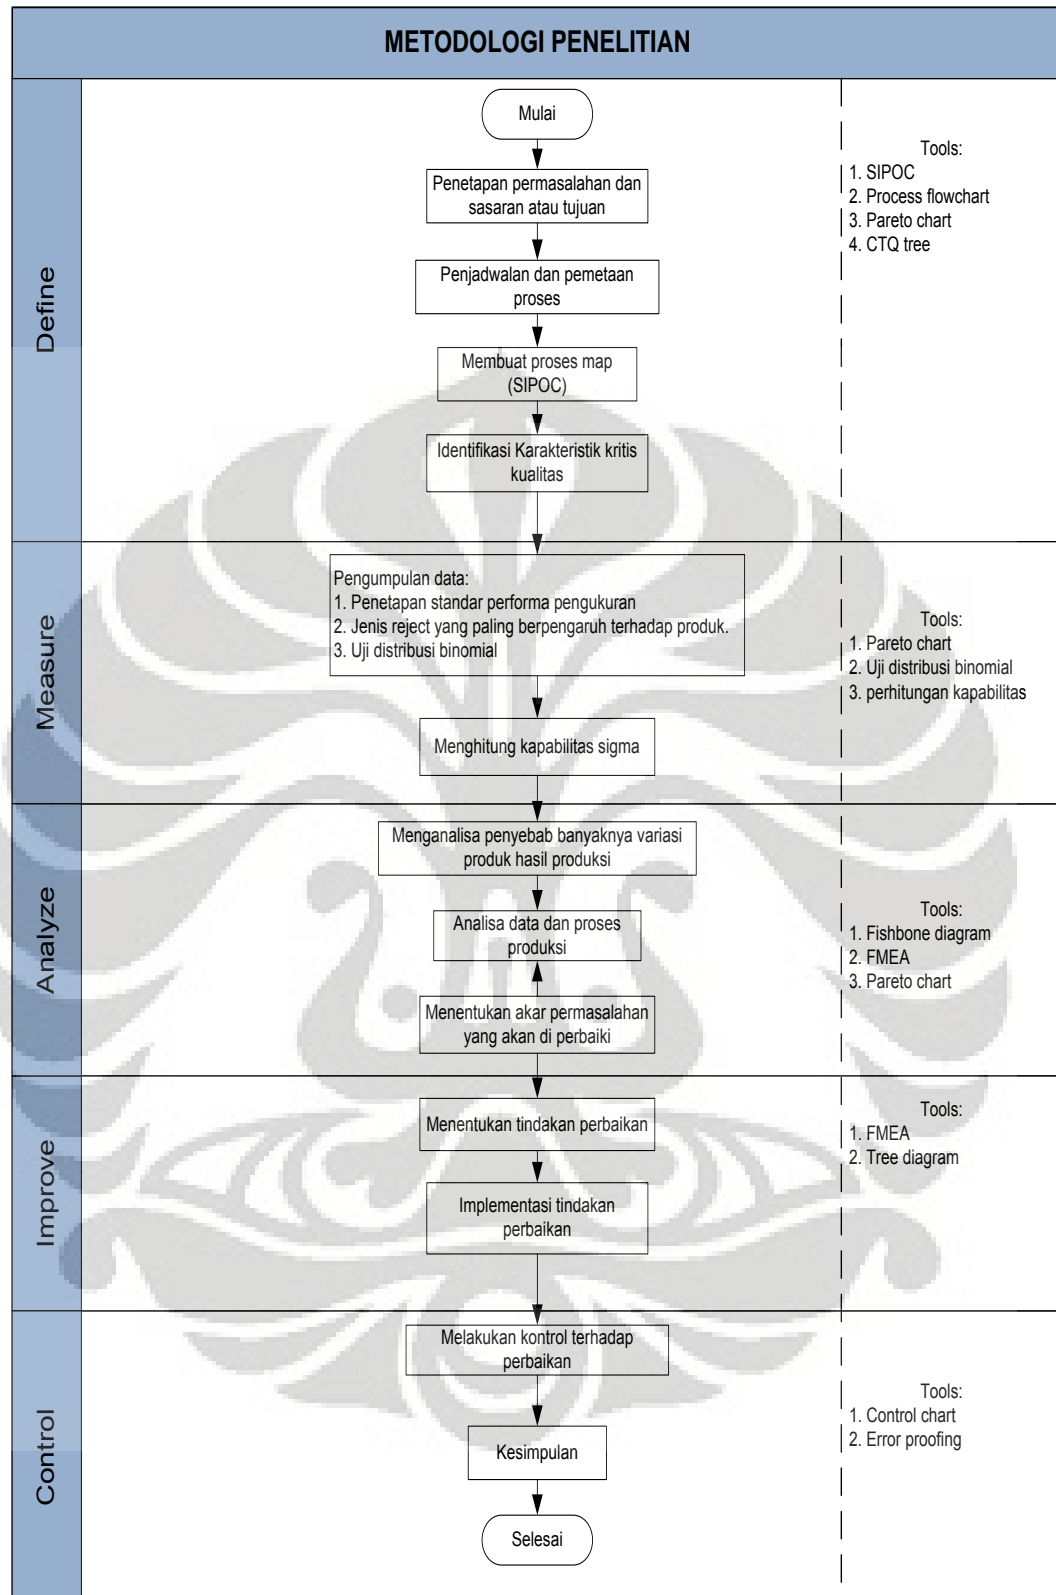 METODOLOGI PENELITIAN
Define
Mulai
Penetapan permasalahan dan
sasaran atau tujuan
Penjadwalan dan pemetaan
proses
Membuat proses map
(SIPOC)
Identifikasi Karakteristik kritis
kualitas
Tools:
1. SIPOC
2. Process flowchart
3. Pareto chart
4. CTQ tree
Measure
Pengumpulan data:
1. Penetapan standar performa pengukuran
2. Jenis reject yang paling berpengaruh terhadap produk.
3. Uji distribusi binomial
Menghitung kapabilitas sigma
Tools:
1. Pareto chart
2. Uji distribusi binomial
3. perhitungan kapabilitas
Analyze
Menganalisa penyebab banyaknya variasi
produk hasil produksi
Analisa data dan proses
produksi
Menentukan akar permasalahan
yang akan di perbaiki
Tools:
1. Fishbone diagram
2. FMEA
3. Pareto chart
Improve
Menentukan tindakan perbaikan
Implementasi tindakan
perbaikan
Tools:
1. FMEA
2. Tree diagram
Control
Melakukan kontrol terhadap
perbaikan
Kesimpulan
Selesai
Tools:
1. Control chart
2. Error proofing